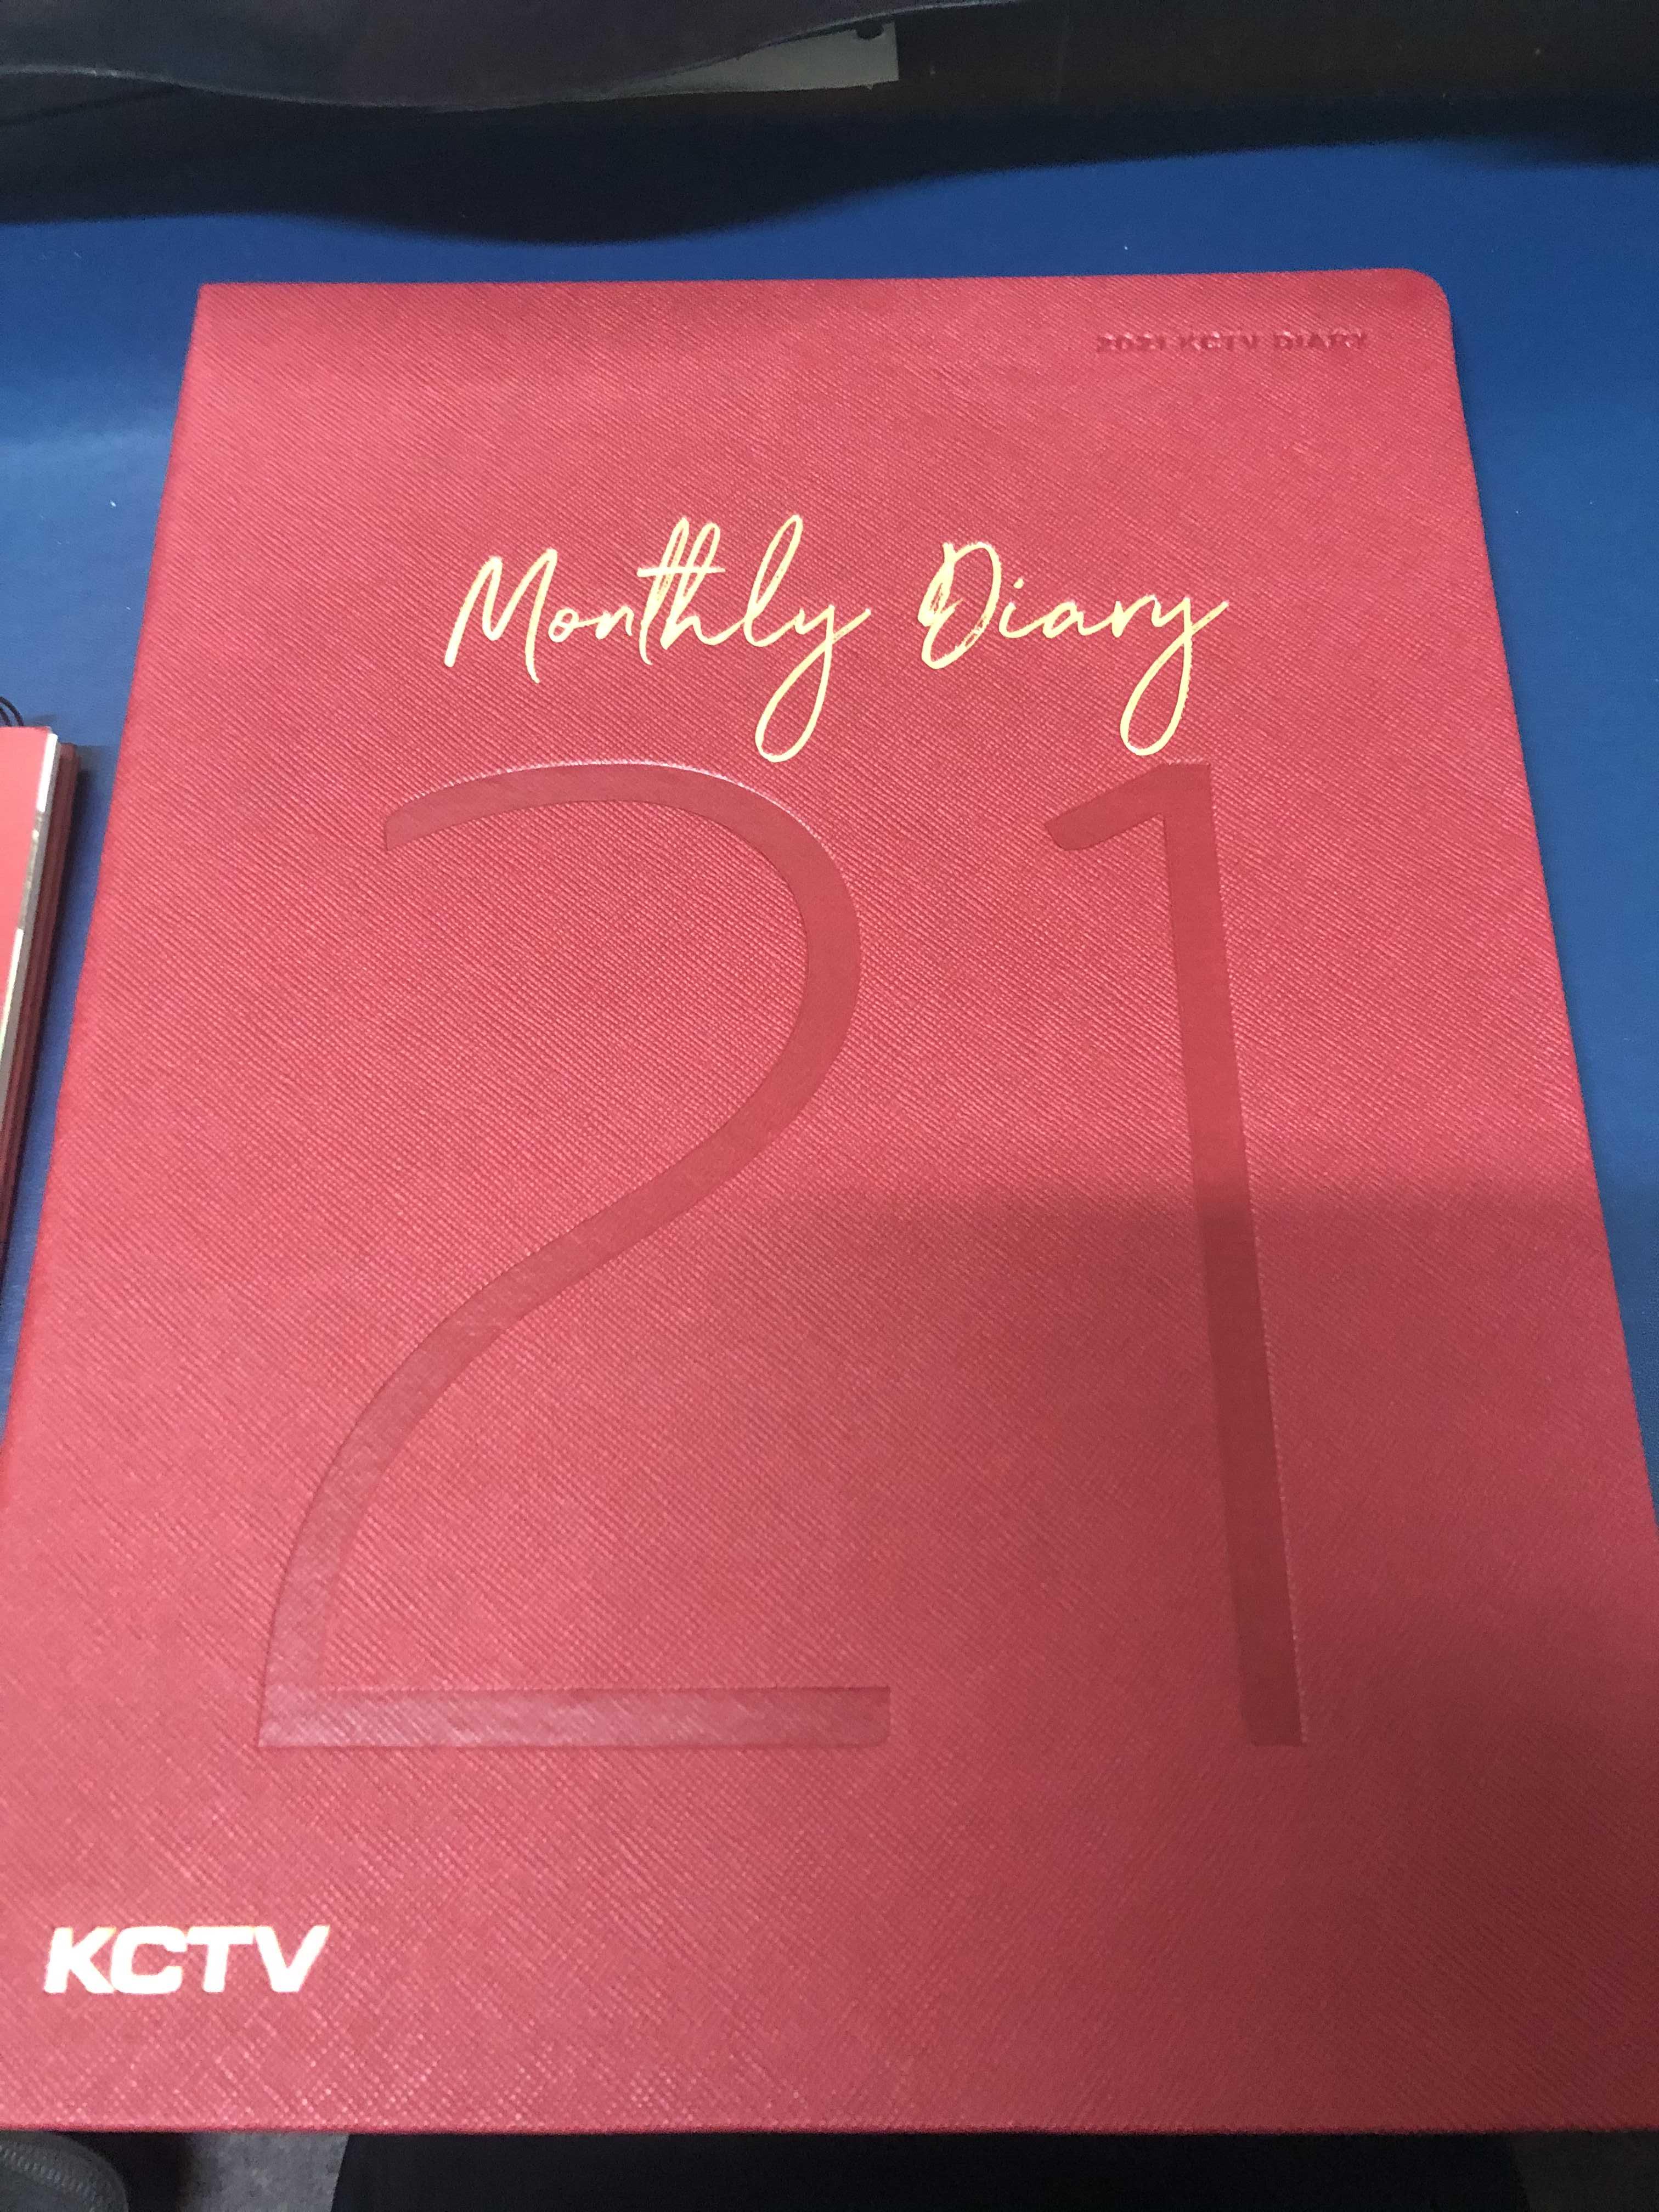 2021 KCTV DIARY
Monthly Diary
21
KCTV